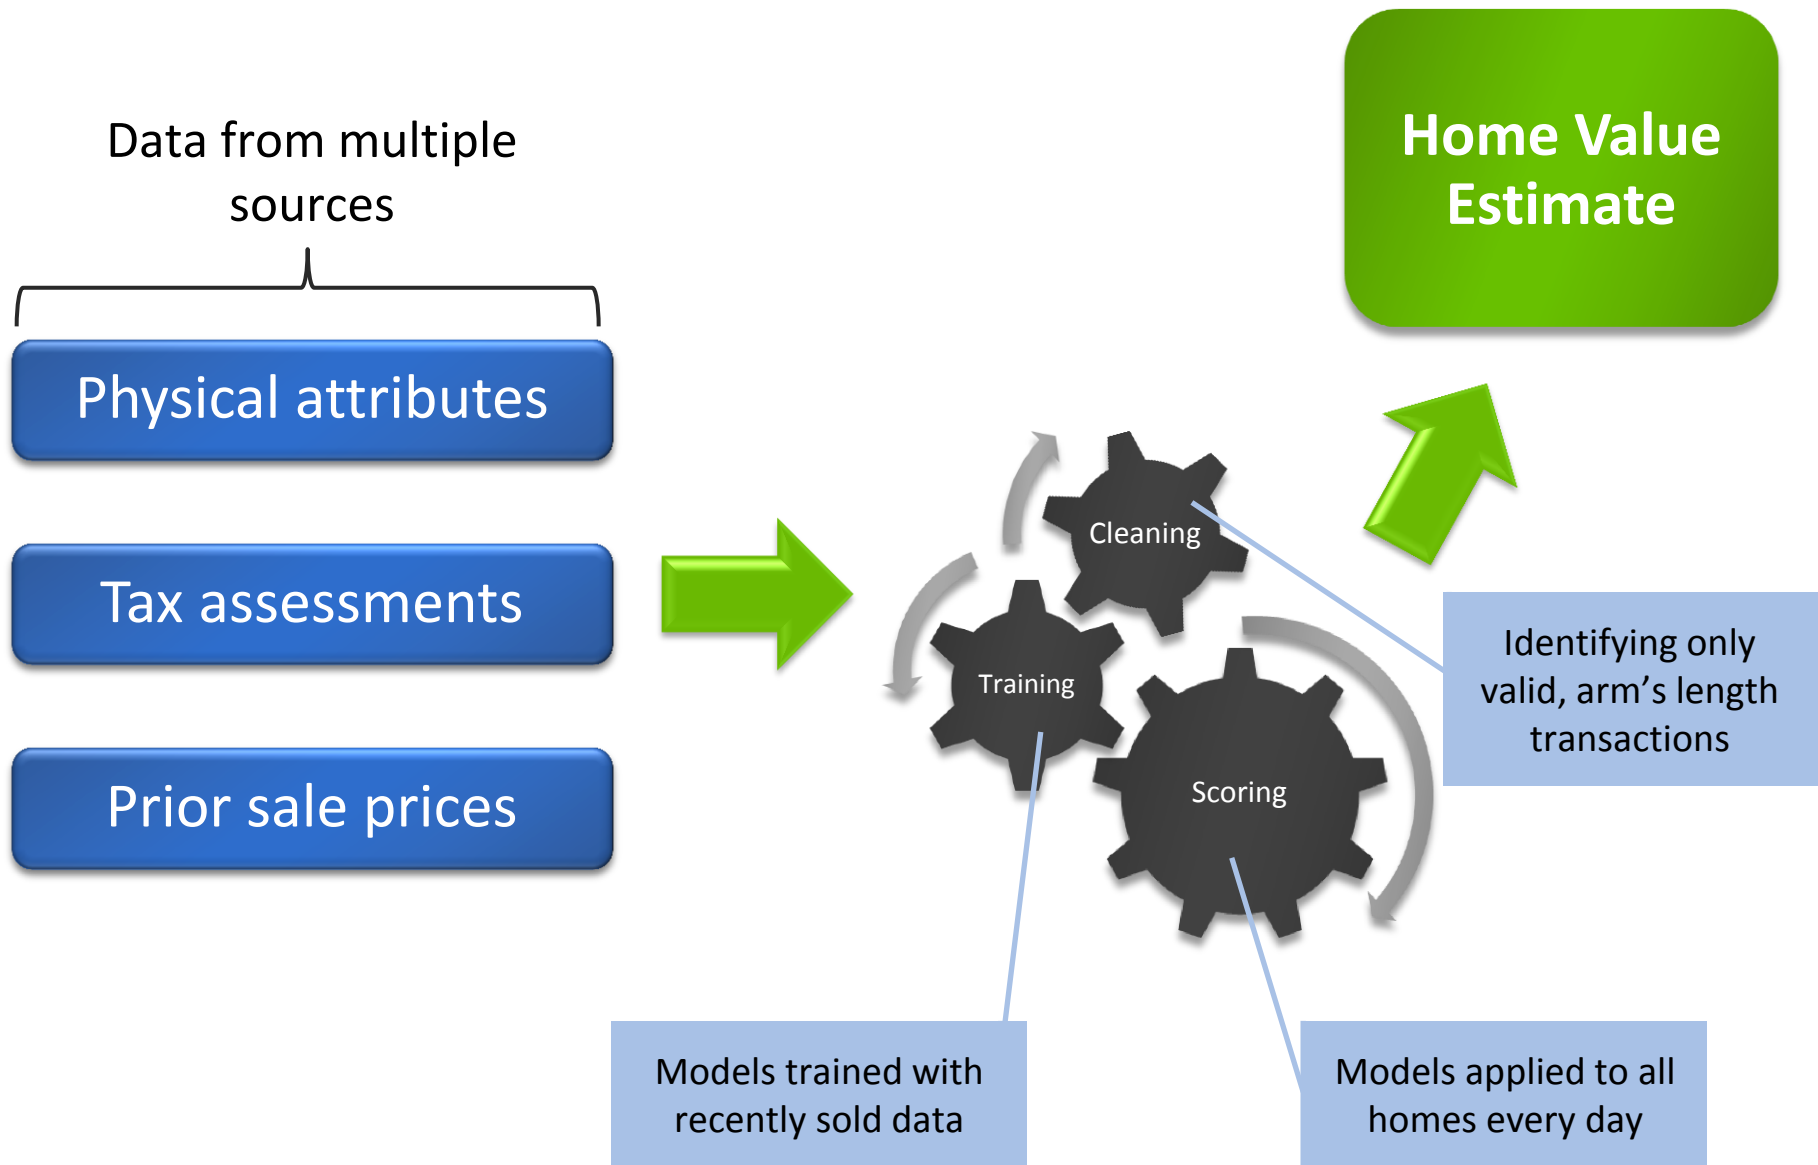 Data from multiple
sources
Physical attributes
Tax assessments
Prior sale prices
Cleaning
Training
Scoring
Home Value
Estimate
Identifying only
valid, arm’s length
transactions
Models trained with
recently sold data
Models applied to all
homes every day